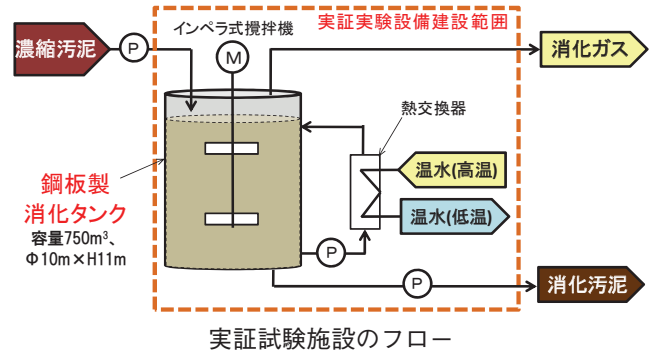 インペラ式攪拌機
実証実験設備建設範囲
濃縮汚泥
P
M
消化ガス
熱交換器
温水(高温)
温水(低温)
鋼板製
消化タンク
容量750m³、
Φ10m×H11m
P
P
消化汚泥
実証試験施設のフロー